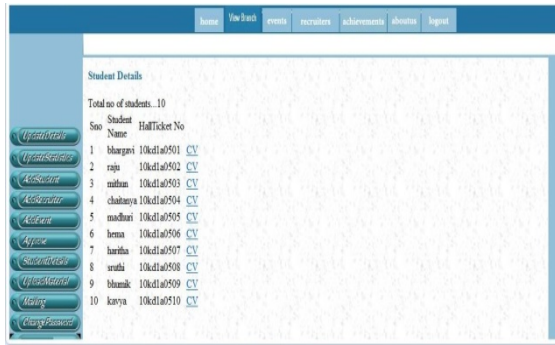 home View Branch events recruiters achievements aboutus logout
Student Details
Total no of students...10
Sno Student Name HallTicket No
1 bhargavi 10kd1a0501 CV
2 raju 10kd1a0502 CV
3 mithun 10kd1a0503 CV
4 chaitanya 10kd1a0504 CV
5 madhuri 10kd1a0505 CV
6 hema 10kd1a0506 CV
7 haritha 10kd1a0507 CV
8 sruthi 10kd1a0508 CV
9 bhumik 10kd1a0509 CV
10 kavya 10kd1a0510 CV
UpdateDetails
UpdateStatistics
AddStudent
AddRecruiter
AddEvent
Approve
StudentDetails
UploadMaterial
Mailing
ChangePassword